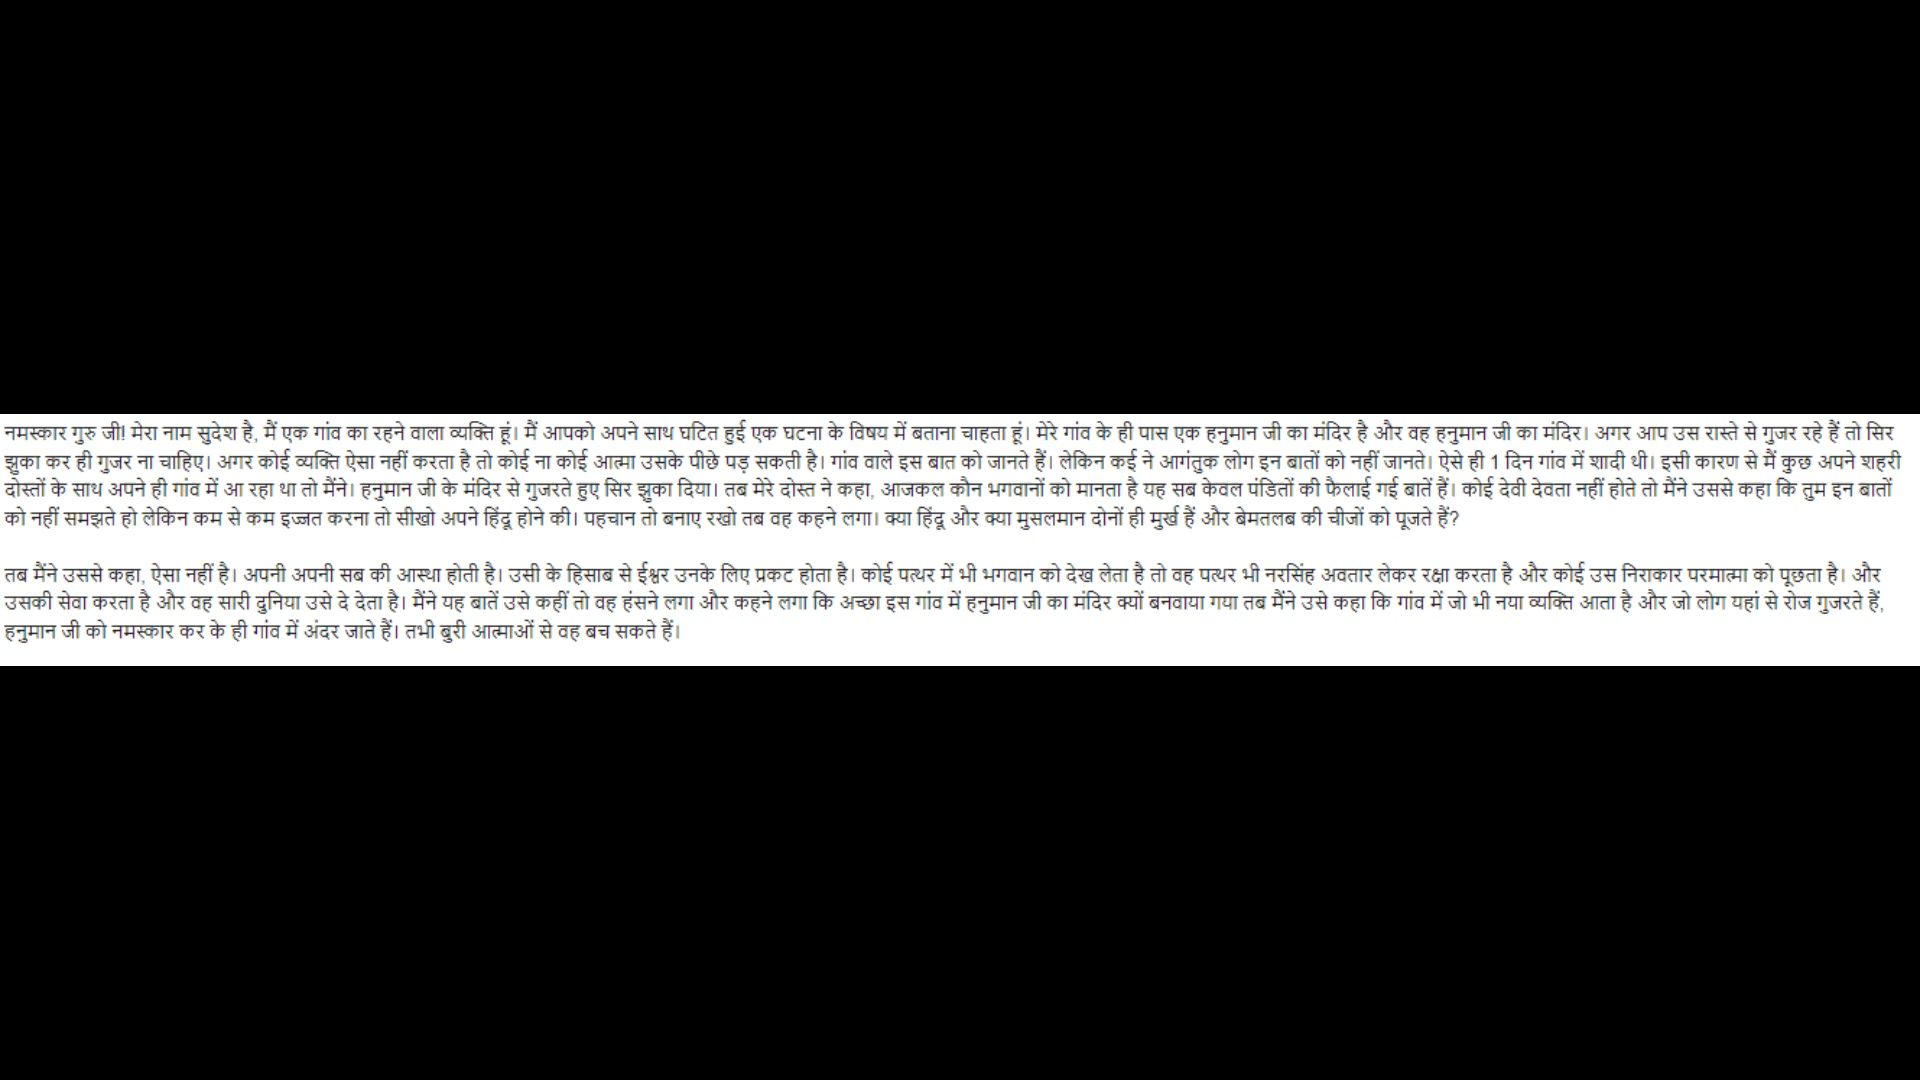 नमस्कार गुरु जी! मेरा नाम सुदेश है, मैं एक गांव का रहने वाला व्यक्ति हूं। मैं आपको अपने साथ घटित हुई एक घटना के विषय में बताना चाहता हूं। मेरे गांव के ही पास एक हनुमान जी का मंदिर है और वह हनुमान जी का मंदिर। अगर आप उस रास्ते से गुजर रहे हैं तो सिर
झुका कर ही गुजर ना चाहिए। अगर कोई व्यक्ति ऐसा नहीं करता है तो कोई ना कोई आत्मा उसके पीछे पड़ सकती है। गांव वाले इस बात को जानते हैं। लेकिन कई ने आगंतुक लोग इन बातों को नहीं जानते। ऐसे ही 1 दिन गांव में शादी थी। इसी कारण से मैं कुछ अपने शहरी
दोस्तों के साथ अपने ही गांव में आ रहा था तो मैंने। हनुमान जी के मंदिर से गुजरते हुए सिर झुका दिया। तब मेरे दोस्त ने कहा, आजकल कौन भगवानों को मानता है यह सब केवल पंडितों की फैलाई गई बातें हैं। कोई देवी देवता नहीं होते तो मैंने उससे कहा कि तुम इन बातों
को नहीं समझते हो लेकिन कम से कम इज्जत करना तो सीखो अपने हिंदू होने की। पहचान तो बनाए रखो तब वह कहने लगा। क्या हिंदू और क्या मुसलमान दोनों ही मुर्ख हैं और बेमतलब की चीजों को पूजते हैं?
तब मैंने उससे कहा, ऐसा नहीं है। अपनी अपनी सब की आस्था होती है। उसी के हिसाब से ईश्वर उनके लिए प्रकट होता है। कोई पत्थर में भी भगवान को देख लेता है तो वह पत्थर भी नरसिंह अवतार लेकर रक्षा करता है और कोई उस निराकार परमात्मा को पूछता है। और
उसकी सेवा करता है और वह सारी दुनिया उसे दे देता है। मैंने यह बातें उसे कहीं तो वह हंसने लगा और कहने लगा कि अच्छा इस गांव में हनुमान जी का मंदिर क्यों बनवाया गया तब मैंने उसे कहा कि गांव में जो भी नया व्यक्ति आता है और जो लोग यहां से रोज गुजरते हैं,
हनुमान जी को नमस्कार कर के ही गांव में अंदर जाते हैं। तभी बुरी आत्माओं से वह बच सकते हैं।